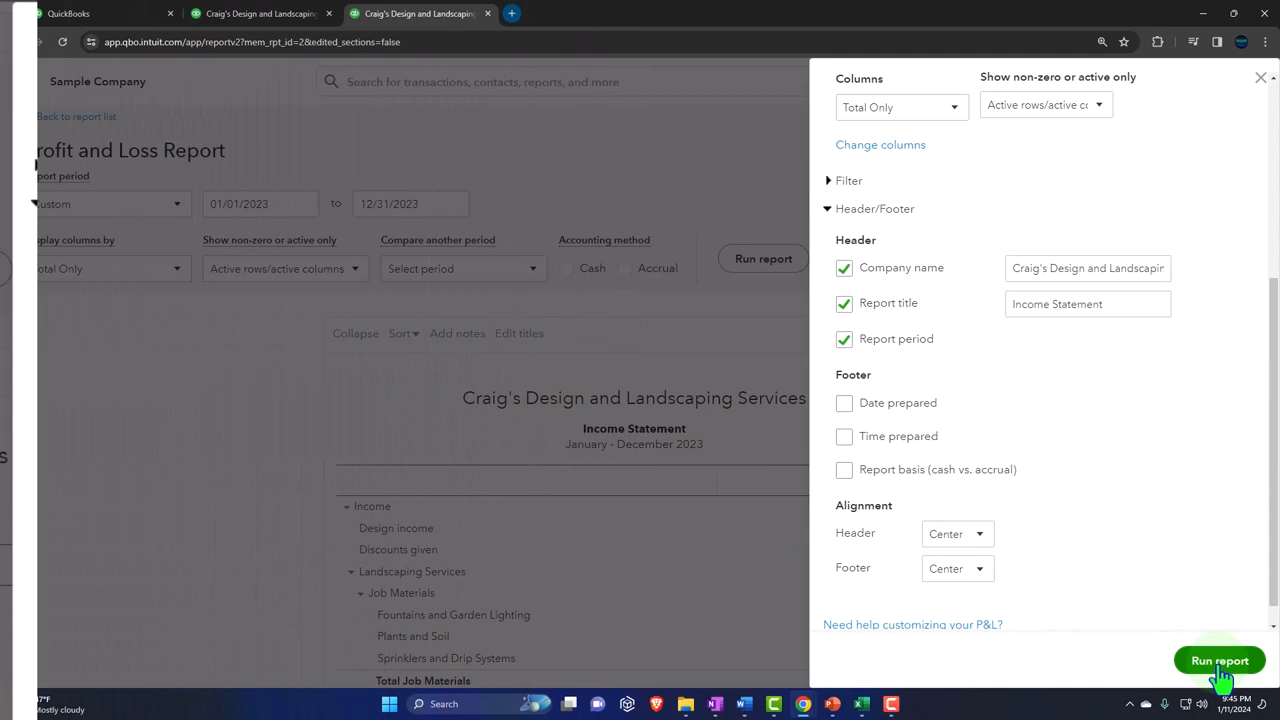 QuickBooks
Craig's Design and Landscaping
Craig's Design and Landscaping
app.qbo.intuit.com/app/reportv2?mem_rpt_id=2&edited_sections=false
Sample Company
Search for transactions, contacts, reports, and more
Back to report list
rofit and Loss Report
port period
ustom
01/01/2023
to
12/31/2023
splay columns by
Show non-zero or active only
Compare another period
Accounting method
otal Only
Active rows/active columns
Select period
Cash
Accrual
Run report
Collapse
Sort
Add notes
Edit titles
Craig's Design and Landscaping Services
Income Statement
January - December 2023
Income
Design income
Discounts given
Landscaping Services
Job Materials
Fountains and Garden Lighting
Plants and Soil
Sprinklers and Drip Systems
Total Job Materials
Columns
Show non-zero or active only
Total Only
Active rows/active cc
Change columns
Filter
Header/Footer
Header
Company name
Craig's Design and Landscapin
Report title
Income Statement
Report period
Footer
Date prepared
Time prepared
Report basis (cash vs. accrual)
Alignment
Header
Center
Footer
Center
Need help customizing your P&L?
Run report
47°F
Mostly cloudy
Search
9:45 PM
1/11/2024